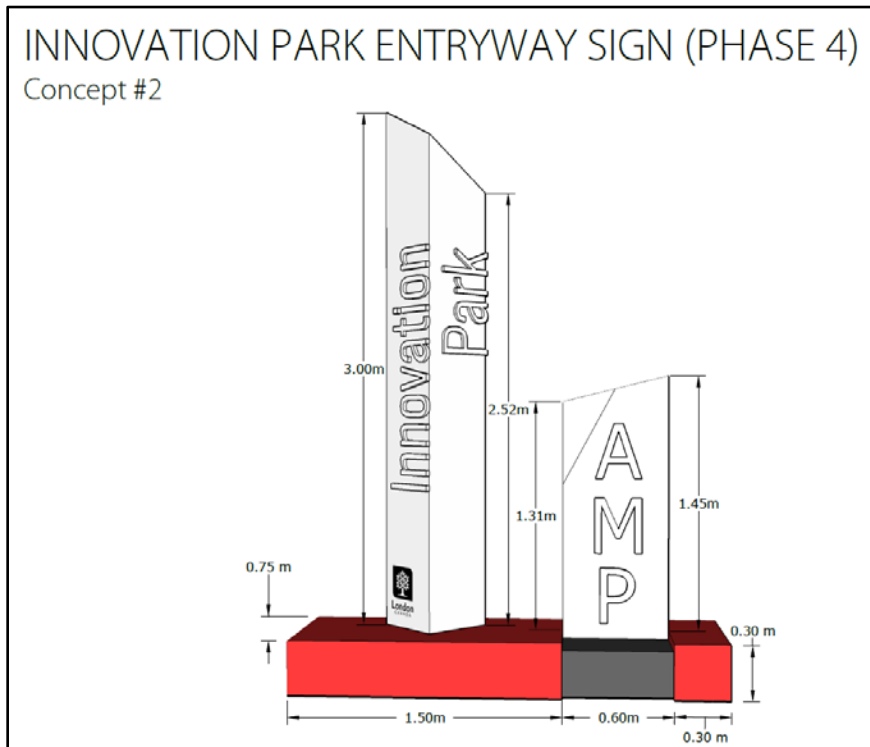 INNOVATION PARK ENTRYWAY SIGN (PHASE 4)
Concept #2
3.00m
Innovation
Park
2.52m
1.31m
A
M
P
1.45m
0.75 m
London
CANADA
0.30 m
1.50m
0.60m
0.30 m